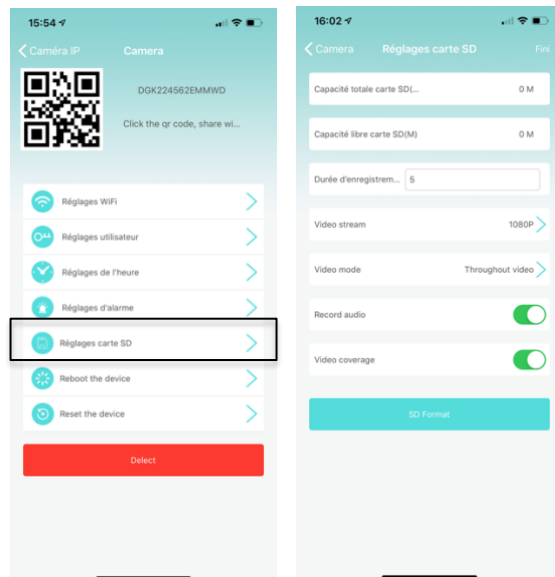 15:54
Caméra IP
Camera
DGK224562EMMWD
Click the qr code, share wi...
Réglages WiFi
Réglages utilisateur
Réglages de l'heure
Réglages d'alarme
Réglages carte SD
Reboot the device
Reset the device
Delect
16:02
Camera
Réglages carte SD
Fini
Capacité totale carte SD(...
0 M
Capacité libre carte SD(M)
0 M
Durée d'enregistrem...
5
Video stream
1080P
Video mode
Throughout video
Record audio
Video coverage
SD Format